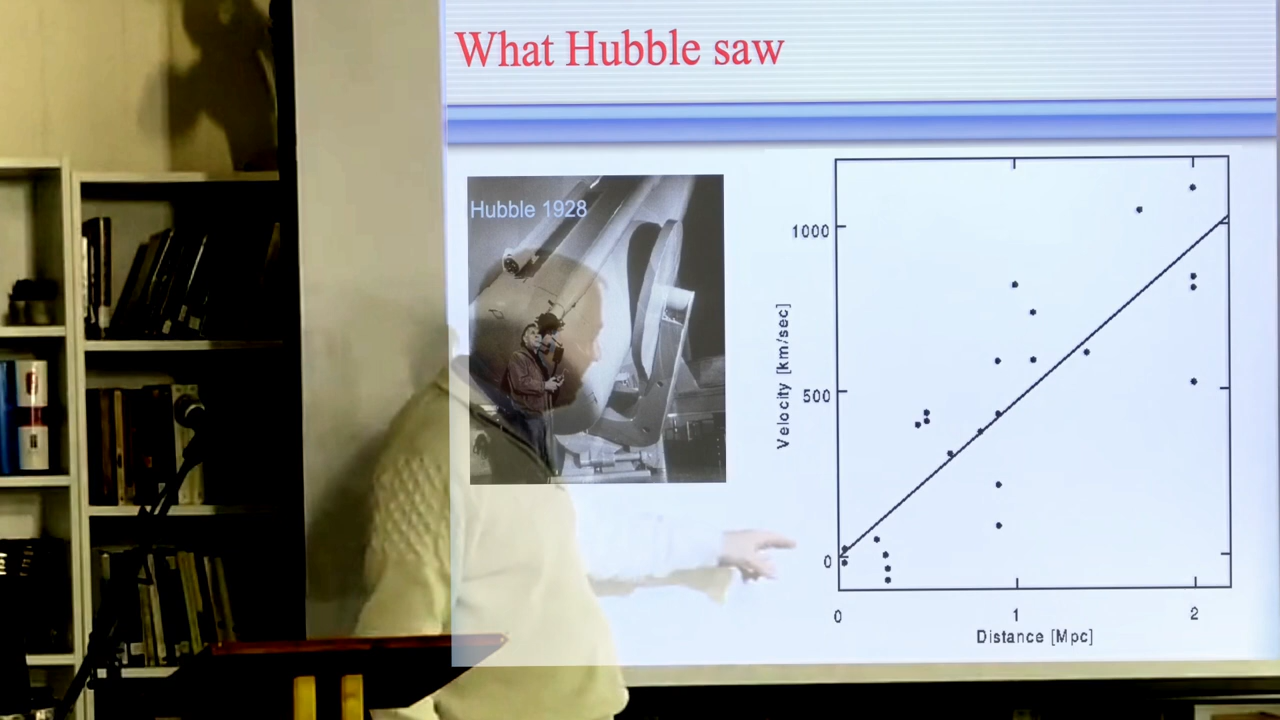 What Hubble saw
Hubble 1928
1000
500
0
Velocity [km/sec]
0
1
2
Distance [Mpc]